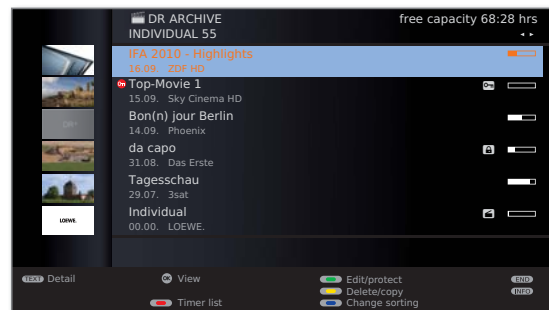 DR ARCHIVE
free capacity 68:28 hrs
INDIVIDUAL 55
IFA 2010 - Highlights
16.09. ZDF HD
Top-Movie 1
15.09. Sky Cinema HD
Bon(n) jour Berlin
14.09. Phoenix
da capo
31.08. Das Erste
Tagesschau
29.07. 3sat
Individual
00.00. LOEWE.
DR+
LOEWE.
TEXT Detail
OK View
Edit/protect
END
Delete/copy
INFO
Timer list
Change sorting